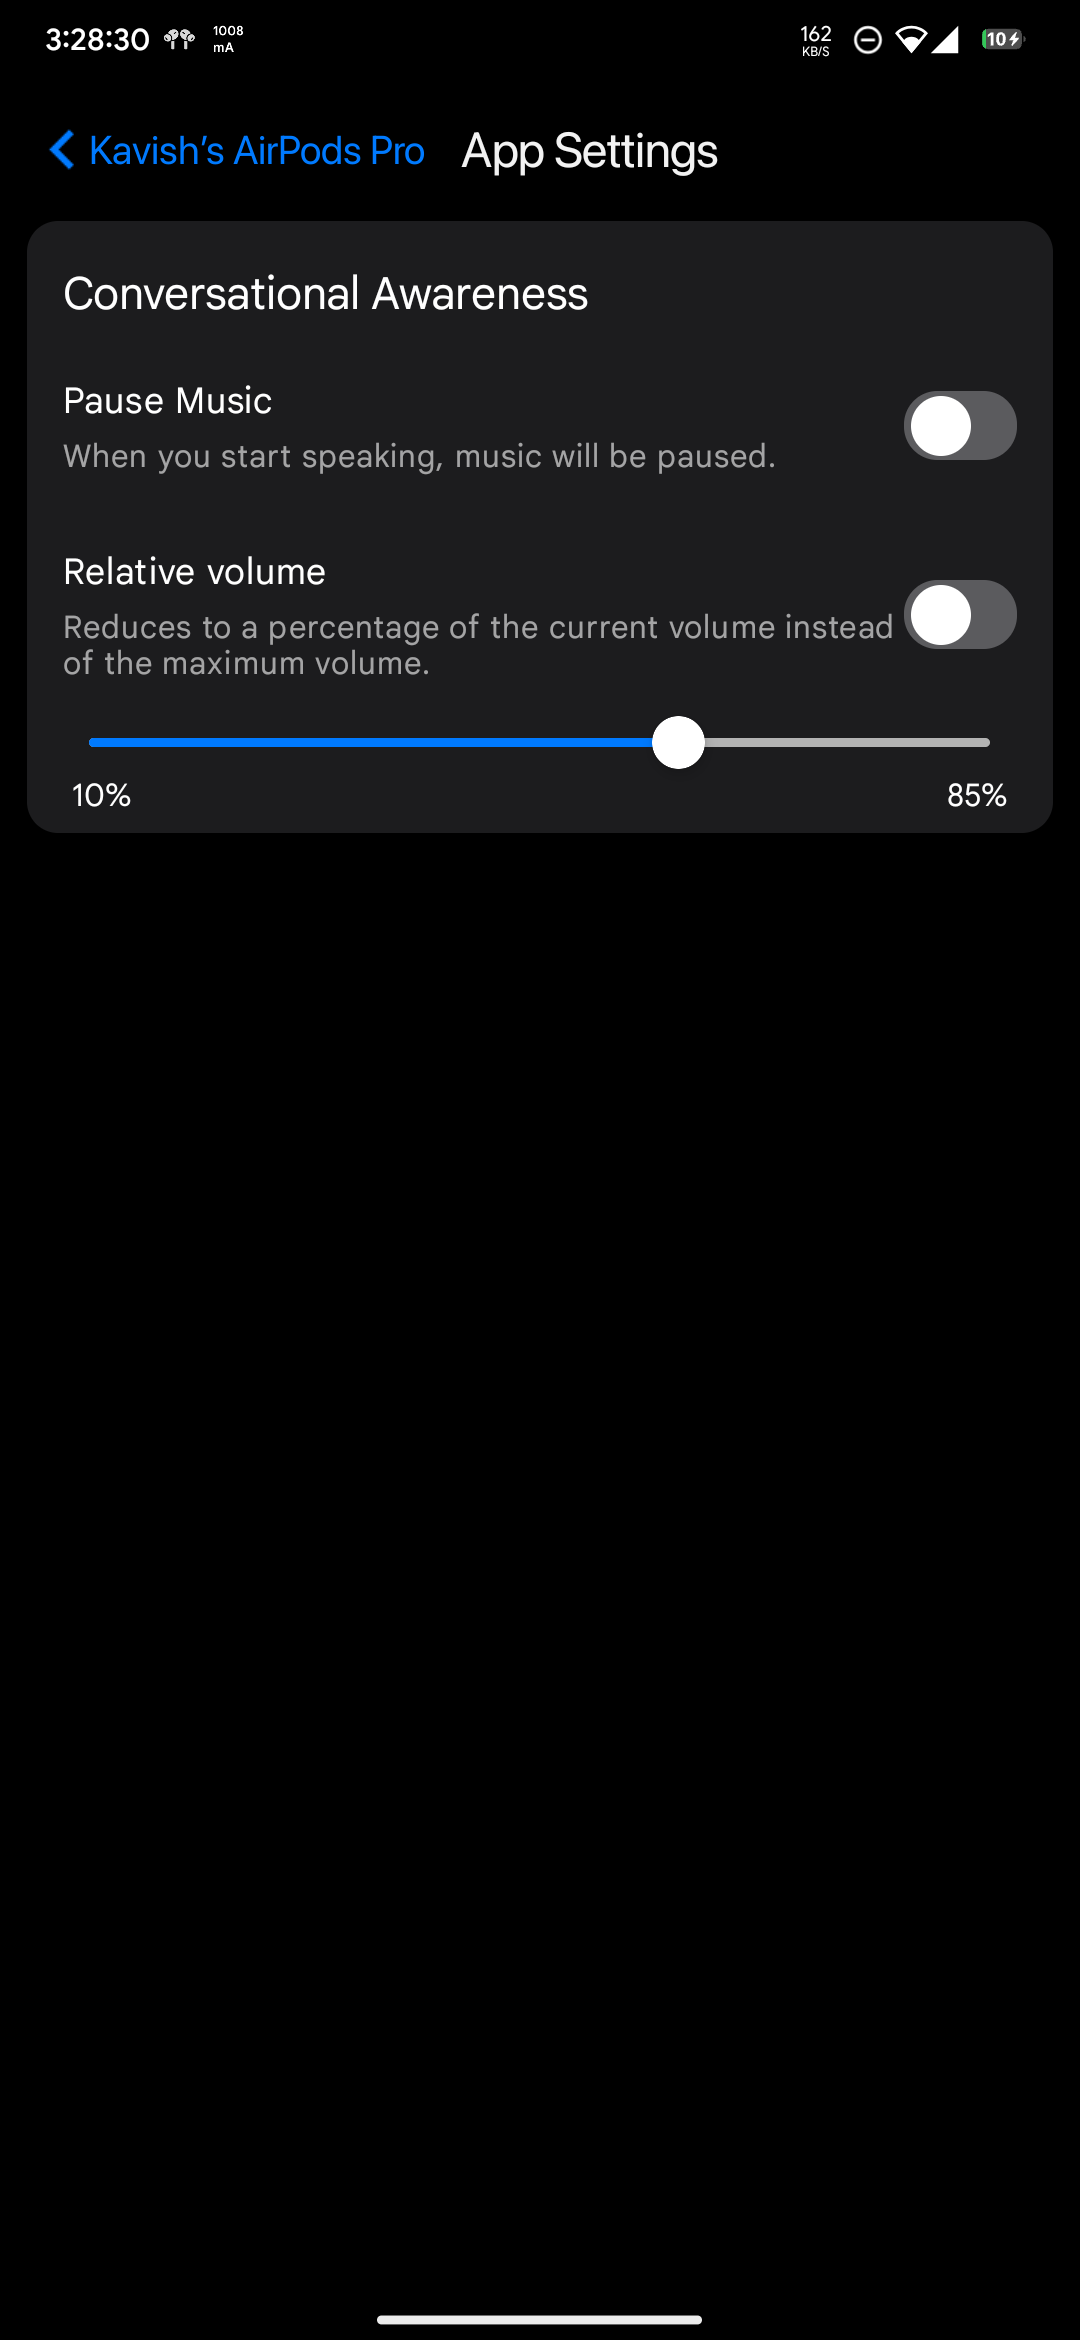 3:28:30
1008
mA
162
KB/S
10
Kavish’s AirPods Pro App Settings
Conversational Awareness
Pause Music
When you start speaking, music will be paused.
Relative volume
Reduces to a percentage of the current volume instead
of the maximum volume.
10% 85%